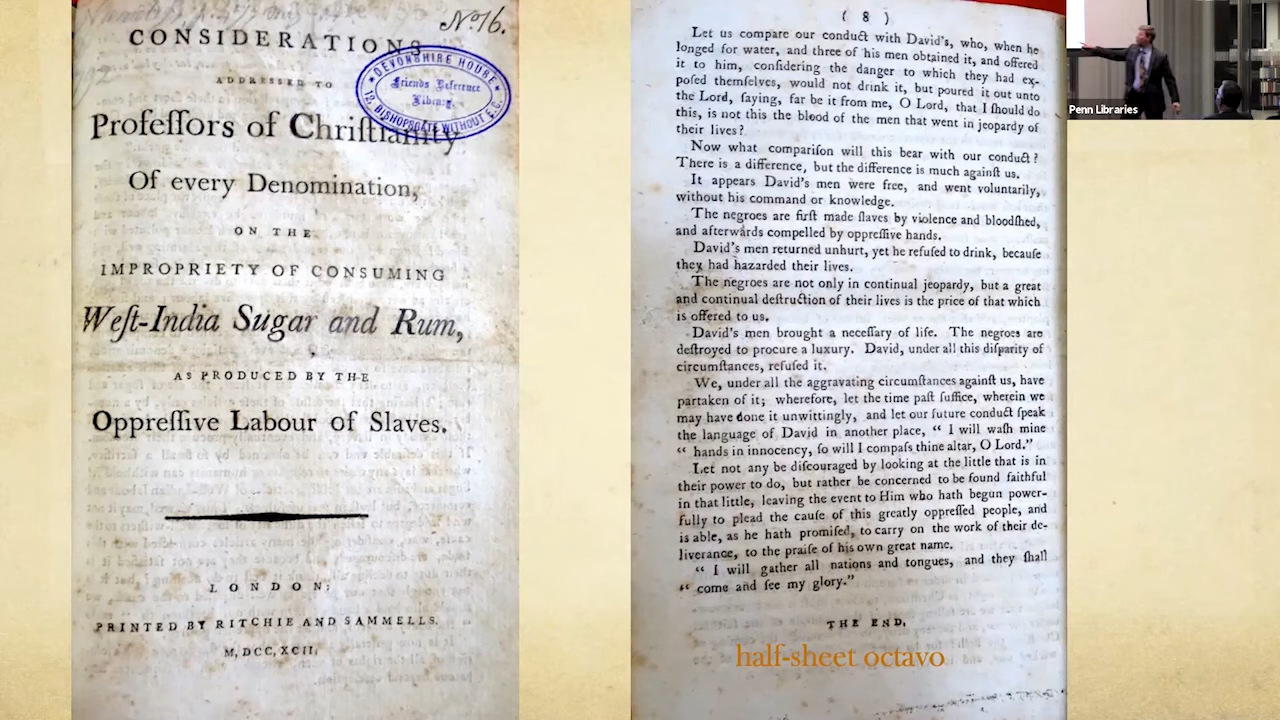 Nº16.
CONSIDERATIONS
ADDRESSED TO
Profeſſors of Chriſtianity
Of every Denomination,
ON THE
IMPROPRIETY OF CONSUMING
Weſt-India Sugar and Rum,
AS PRODUCED BY THE
Oppreſſive Labour of Slaves.
LONDON:
PRINTED BY RITCHIE AND SAMMELLS.
M,DCC,XCII.
DEVONSHIRE HOUSE
Friends Reference
Library.
12, BISHOPSGATE WITHOUT E.C.
( 8 )
Let us compare our conduct with David's, who, when he
longed for water, and three of his men obtained it, and offered
it to him, conſidering the danger to which they had ex-
poſed themſelves, would not drink it, but poured it out unto
the Lord, ſaying, far be it from me, O Lord, that I ſhould do
this, is not this the blood of the men that went in jeopardy of
their lives?
Now what compariſon will this bear with our conduct?
There is a difference, but the difference is much againſt us.
It appears David's men were free, and went voluntarily,
without his command or knowledge.
The negroes are firſt made ſlaves by violence and bloodſhed,
and afterwards compelled by oppreſſive hands.
David's men returned unhurt, yet he refuſed to drink, becauſe
they had hazarded their lives.
The negroes are not only in continual jeopardy, but a great
and continual deſtruction of their lives is the price of that which
is offered to us.
David's men brought a neceſſary of life. The negroes are
deſtroyed to procure a luxury. David, under all this diſparity of
circumſtances, refuſed it.
We, under all the aggravating circumſtances againſt us, have
partaken of it; wherefore, let the time paſt ſuffice, wherein we
may have done it unwittingly, and let our future conduct ſpeak
the language of David in another place, “ I will waſh mine
“ hands in innocency, ſo will I compaſs thine altar, O Lord.”
Let not any be diſcouraged by looking at the little that is in
their power to do, but rather be concerned to be found faithful
in that little, leaving the event to Him who hath begun power-
fully to plead the cauſe of this greatly oppreſſed people, and
is able, as he hath promiſed, to carry on the work of their de-
liverance, to the praiſe of his own great name.
“ I will gather all nations and tongues, and they ſhall
“ come and ſee my glory.”
THE END.
half-sheet octavo
Penn Libraries